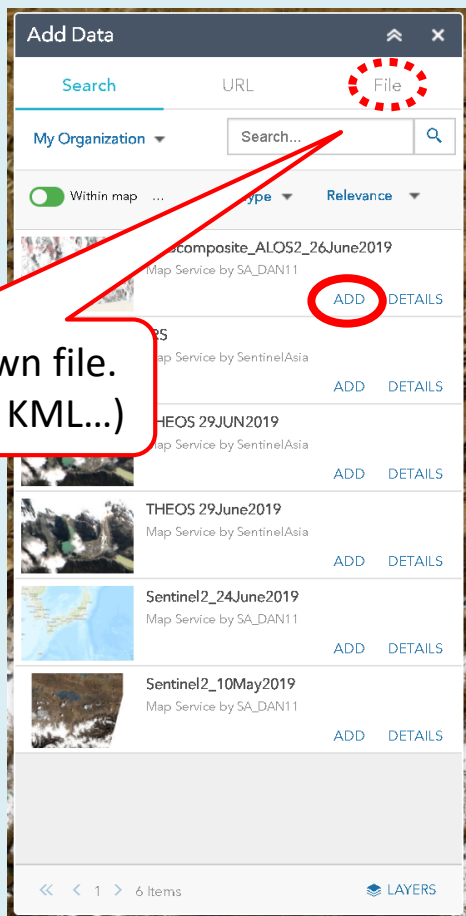 Add Data
Search URL File
My Organization Search...
Within map ... Relevance
composite_ALOS2_26June2019
Map Service by SA_DAN11
ADD DETAILS
Map Service by SentinelAsia
ADD DETAILS
wn file.
KML...)
THEOS 29JUN2019
Map Service by SentinelAsia
ADD DETAILS
THEOS 29June2019
Map Service by SentinelAsia
ADD DETAILS
Sentinel2_24June2019
Map Service by SA_DAN11
ADD DETAILS
Sentinel2_10May2019
Map Service by SA_DAN11
ADD DETAILS
1 6 Items LAYERS